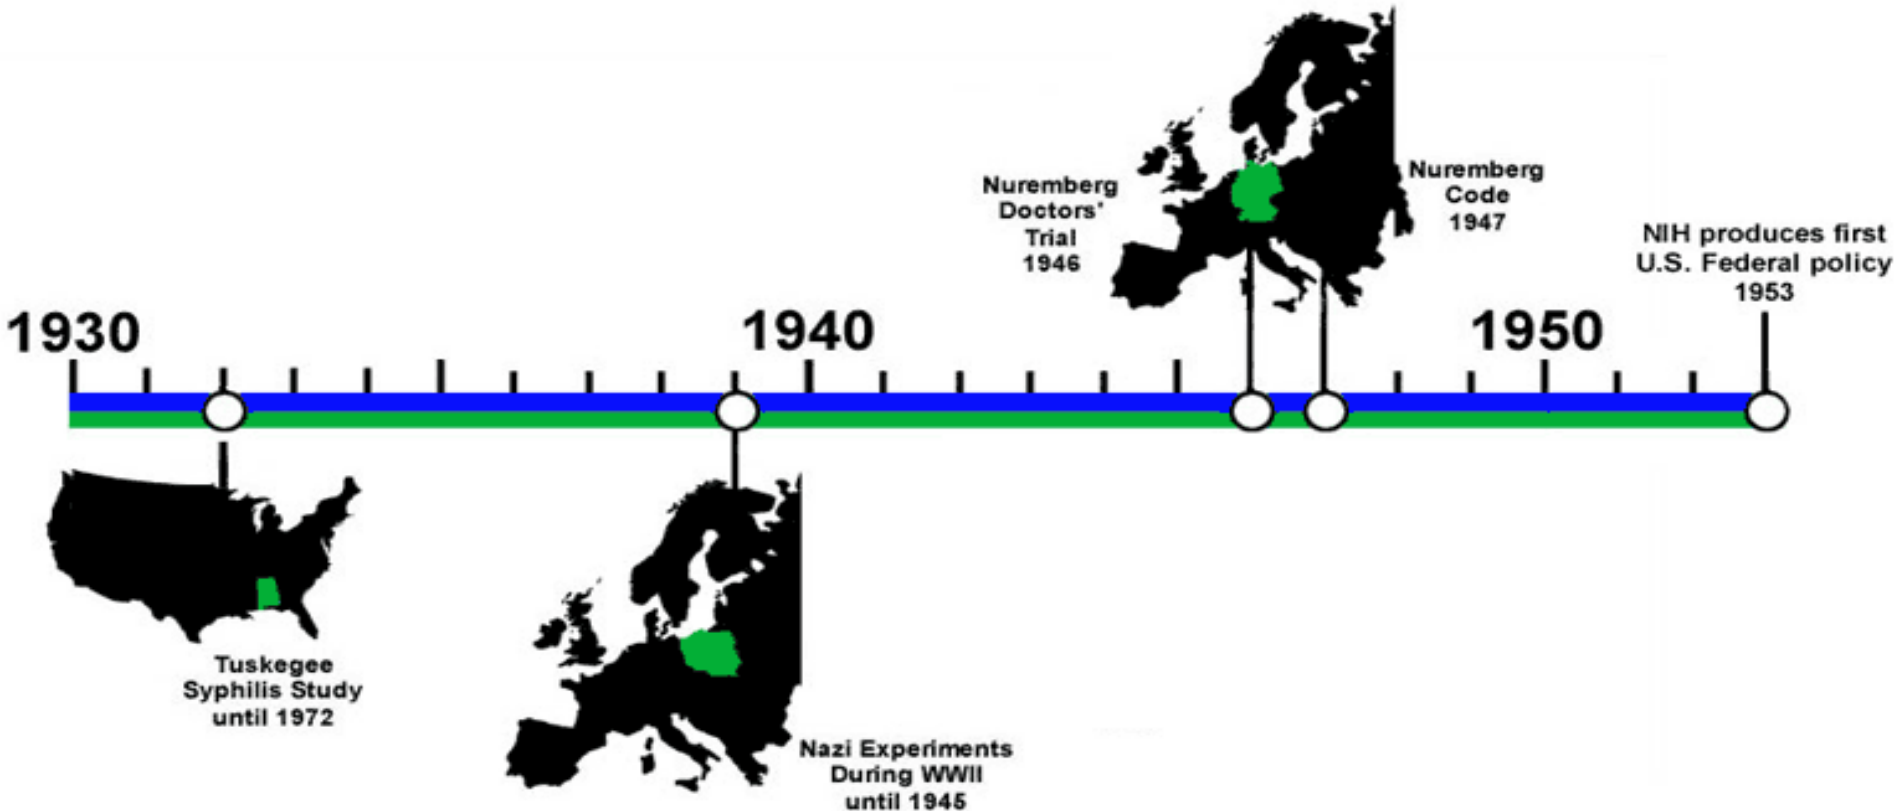 Nuremberg
Doctors'
Trial
1946
Nuremberg
Code
1947
NIH produces first
U.S. Federal policy
1953
1930
1940
1950
Tuskegee
Syphilis Study
until 1972
Nazi Experiments
During WWII
until 1945